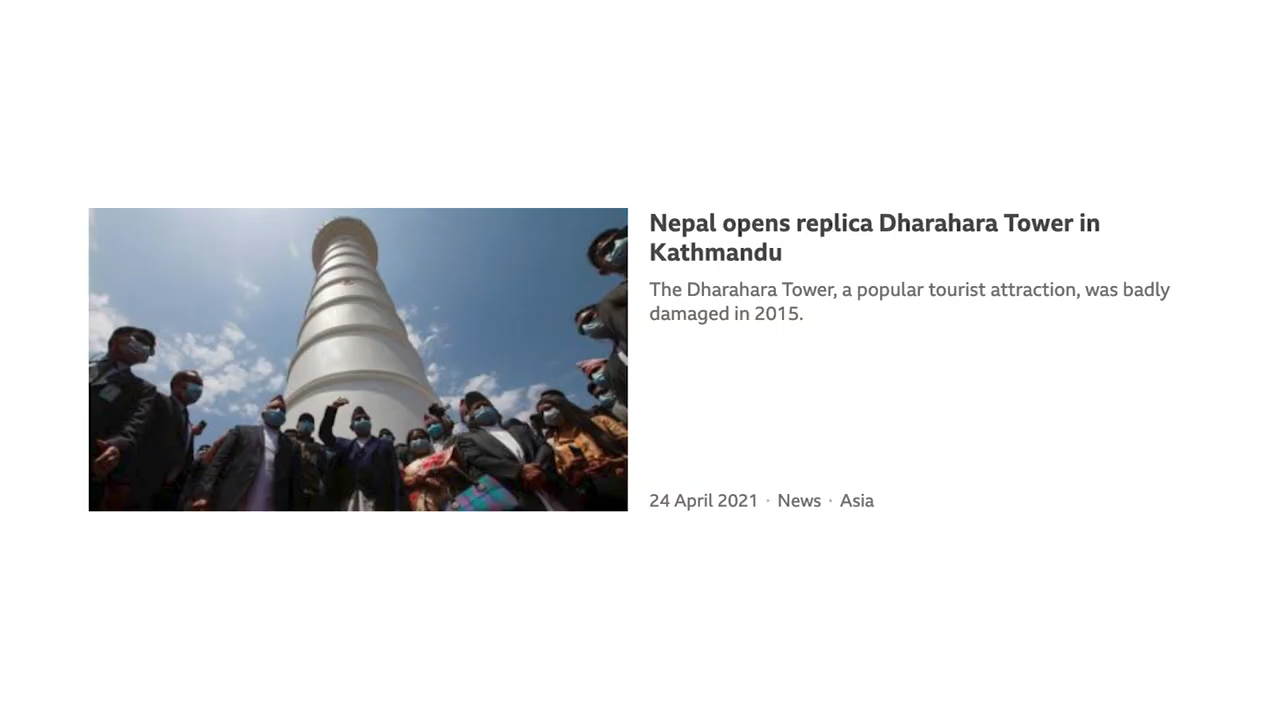 Nepal opens replica Dharahara Tower in
Kathmandu
The Dharahara Tower, a popular tourist attraction, was badly
damaged in 2015.
24 April 2021 · News · Asia